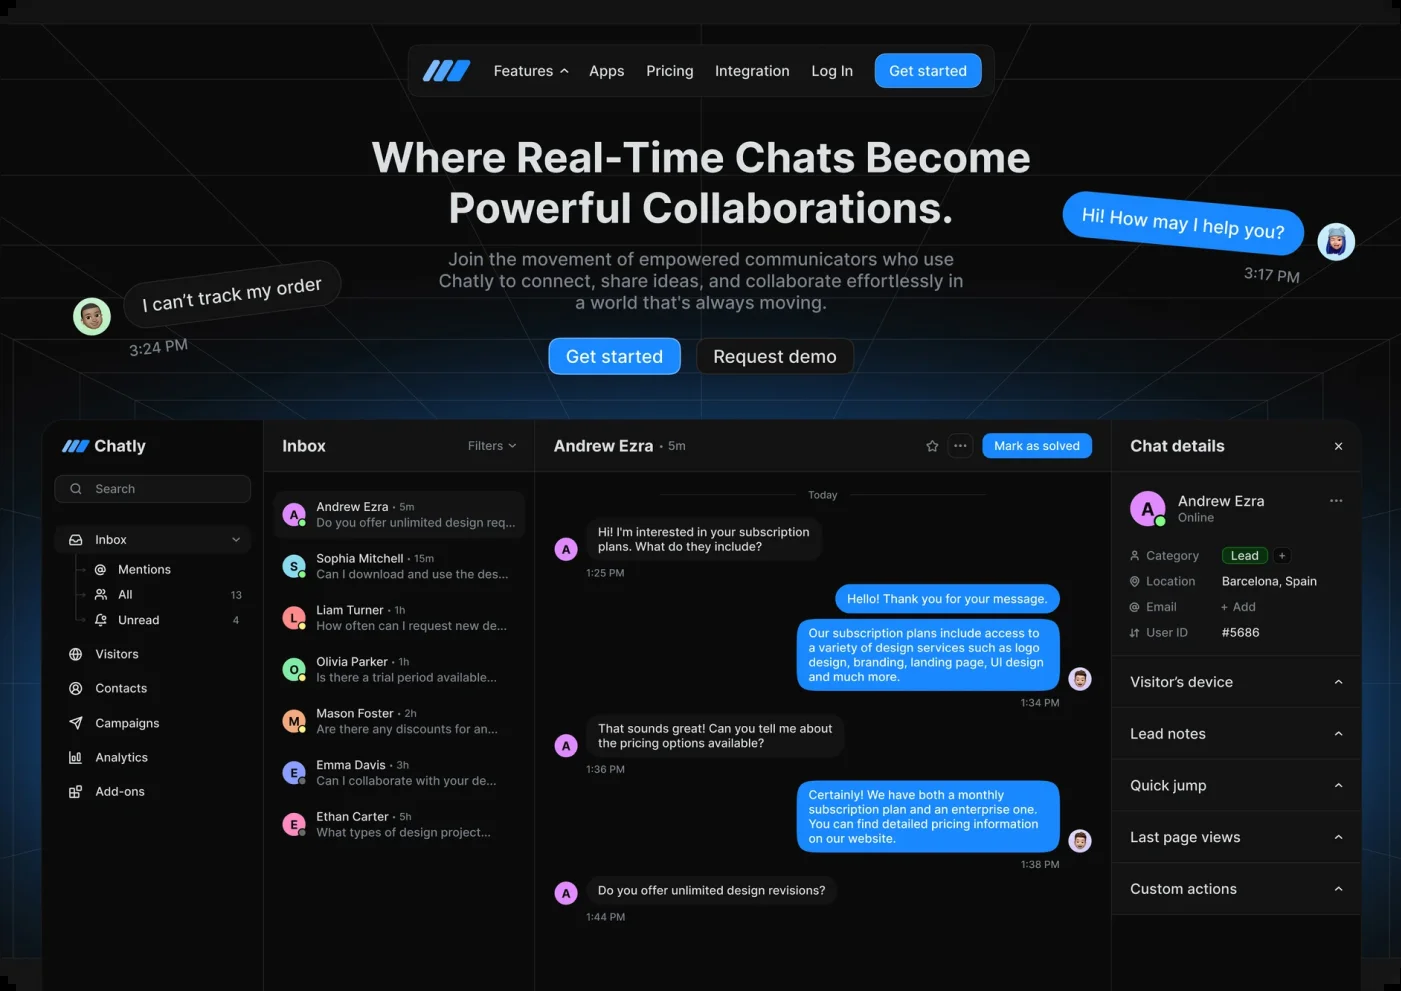 Features
Apps
Pricing
Integration
Log In
Get started
Where Real-Time Chats Become
Powerful Collaborations.
Join the movement of empowered communicators who use
Chatly to connect, share ideas, and collaborate effortlessly in
a world that's always moving.
Hi! How may I help you?
3:17 PM
I can't track my order
3:24 PM
Get started
Request demo
Chatly
Search
Inbox
Mentions
All 13
Unread 4
Visitors
Contacts
Campaigns
Analytics
Add-ons
Inbox
Filters
A
Andrew Ezra • 5m
Do you offer unlimited design req...
S
Sophia Mitchell • 15m
Can I download and use the des...
L
Liam Turner • 1h
How often can I request new de...
O
Olivia Parker • 1h
Is there a trial period available...
M
Mason Foster • 2h
Are there any discounts for an...
E
Emma Davis • 3h
Can I collaborate with your de...
E
Ethan Carter • 5h
What types of design project...
Andrew Ezra • 5m
Mark as solved
Today
A
Hi! I'm interested in your subscription
plans. What do they include?
1:25 PM
Hello! Thank you for your message.
Our subscription plans include access to
a variety of design services such as logo
design, branding, landing page, UI design
and much more.
1:34 PM
A
That sounds great! Can you tell me about
the pricing options available?
1:36 PM
Certainly! We have both a monthly
subscription plan and an enterprise one.
You can find detailed pricing information
on our website.
1:38 PM
A
Do you offer unlimited design revisions?
1:44 PM
Chat details
A
Andrew Ezra
Online
Category Lead +
Location Barcelona, Spain
Email + Add
User ID #5686
Visitor's device
Lead notes
Quick jump
Last page views
Custom actions